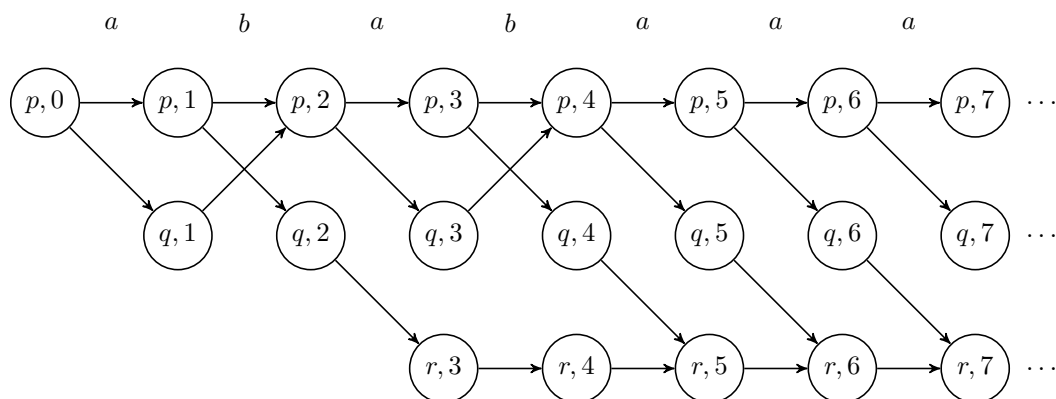 a b a b a a a
p, 0 p, 1 p, 2 p, 3 p, 4 p, 5 p, 6 p, 7 ···
q, 1 q, 2 q, 3 q, 4 q, 5 q, 6 q, 7 ···
r, 3 r, 4 r, 5 r, 6 r, 7 ···